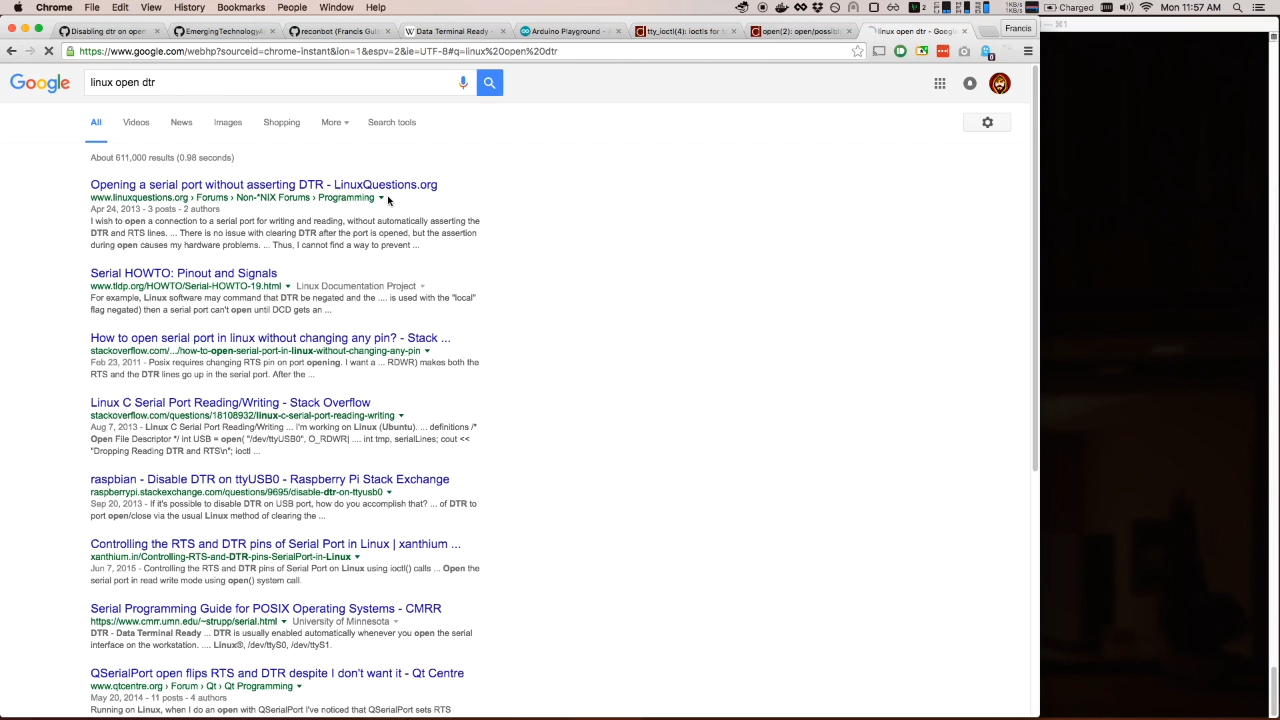 Chrome File Edit View History Bookmarks People Window Help
Charged
Mon 11:57 AM
Disabling dtr on
EmergingTechnology
reconbot (Francis Gul
Data Terminal Ready -
Arduino Playground -
tty_ioctl(4): ioctls for t
open(2): open/possibl
linux open dtr - Google
Francis
⌘1
https://www.google.com/webhp?sourceid=chrome-instant&ion=1&espv=2&ie=UTF-8#q=linux%20open%20dtr
Google
linux open dtr
All Videos News Images Shopping More Search tools
About 611,000 results (0.98 seconds)
Opening a serial port without asserting DTR - LinuxQuestions.org
www.linuxquestions.org › Forums › Non-*NIX Forums › Programming
Apr 24, 2013 - 3 posts - 2 authors
I wish to open a connection to a serial port for writing and reading, without automatically asserting the
DTR and RTS lines. ... There is no issue with clearing DTR after the port is opened, but the assertion
during open causes my hardware problems. ... Thus, I cannot find a way to prevent ...
Serial HOWTO: Pinout and Signals
www.tldp.org/HOWTO/Serial-HOWTO-19.html Linux Documentation Project
For example, Linux software may command that DTR be negated and the .... is used with the "local"
flag negated) then a serial port can't open until DCD gets an ...
How to open serial port in linux without changing any pin? - Stack ...
stackoverflow.com/.../how-to-open-serial-port-in-linux-without-changing-any-pin
Feb 23, 2011 - Posix requires changing RTS pin on port opening. I want a ... RDWR) makes both the
RTS and the DTR lines go up in the serial port. After the ...
Linux C Serial Port Reading/Writing - Stack Overflow
stackoverflow.com/questions/18108932/linux-c-serial-port-reading-writing
Aug 7, 2013 - Linux C Serial Port Reading/Writing ... I'm working on Linux (Ubuntu). ... definitions /*
Open File Descriptor */ int USB = open( "/dev/ttyUSB0", O_RDWR| .... int tmp, serialLines; cout <<
"Dropping Reading DTR and RTS\n"; ioctl ...
raspbian - Disable DTR on ttyUSB0 - Raspberry Pi Stack Exchange
raspberrypi.stackexchange.com/questions/9695/disable-dtr-on-ttyusb0
Sep 20, 2013 - If it's possible to disable DTR on USB port, how do you accomplish that? ... of DTR to
port open/close via the usual Linux method of clearing the ...
Controlling the RTS and DTR pins of Serial Port in Linux | xanthium ...
xanthium.in/Controlling-RTS-and-DTR-pins-SerialPort-in-Linux
Jun 7, 2015 - Controlling the RTS and DTR pins of Serial Port on Linux using ioctl() calls ... Open the
serial port in read write mode using open() system call.
Serial Programming Guide for POSIX Operating Systems - CMRR
https://www.cmrr.umn.edu/~strupp/serial.html University of Minnesota
DTR - Data Terminal Ready ... DTR is usually enabled automatically whenever you open the serial
interface on the workstation. .... Linux®, /dev/ttyS0, /dev/ttyS1.
QSerialPort open flips RTS and DTR despite I don't want it - Qt Centre
www.qtcentre.org › Forum › Qt › Qt Programming
May 20, 2014 - 11 posts - 4 authors
Running on Linux, when I do an open with QSerialPort I've noticed that QSerialPort sets RTS